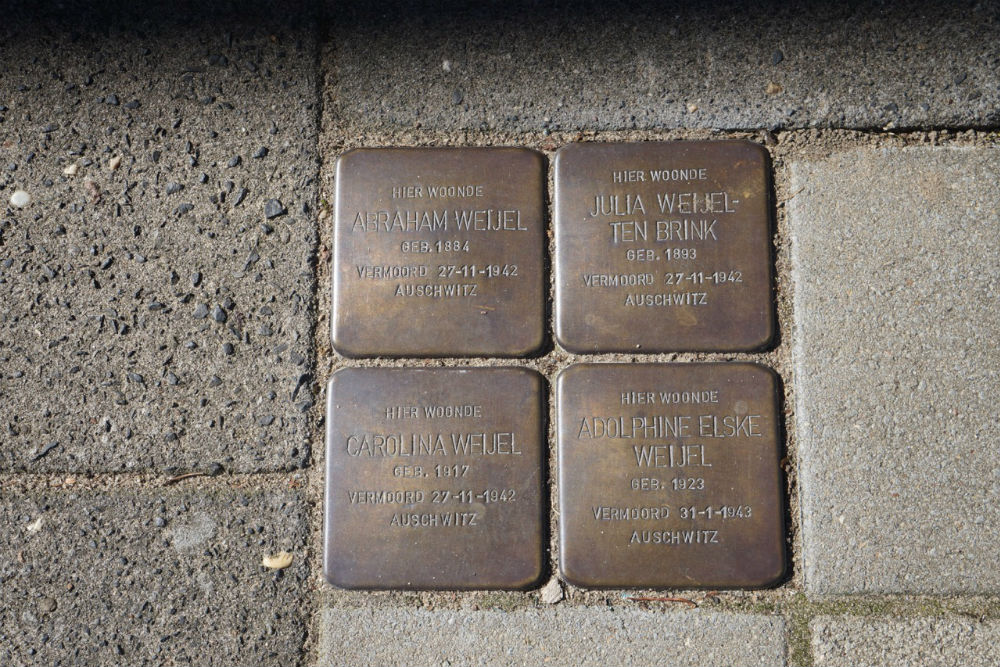 HIER WOONDE
ABRAHAM WEIJEL
GEB. 1884
VERMOORD 27-11-1942
AUSCHWITZ
HIER WOONDE
JULIA WEIJEL-
TEN BRINK
GEB. 1893
VERMOORD 27-11-1942
AUSCHWITZ
HIER WOONDE
CAROLINA WEIJEL
GEB. 1917
VERMOORD 27-11-1942
AUSCHWITZ
HIER WOONDE
ADOLPHINE ELSKE
WEIJEL
GEB. 1923
VERMOORD 31-1-1943
AUSCHWITZ